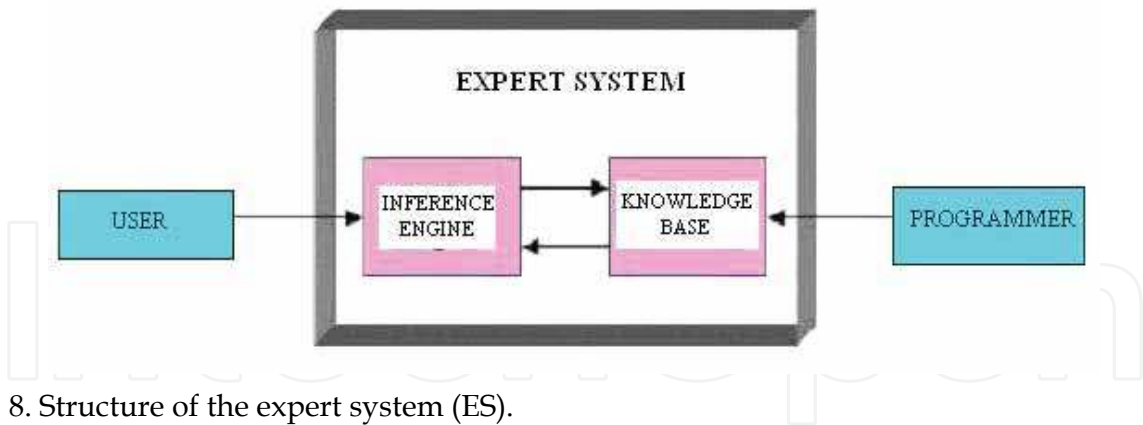 EXPERT SYSTEM
USER
INFERENCE
ENGINE
KNOWLEDGE
BASE
PROGRAMMER
8. Structure of the expert system (ES).